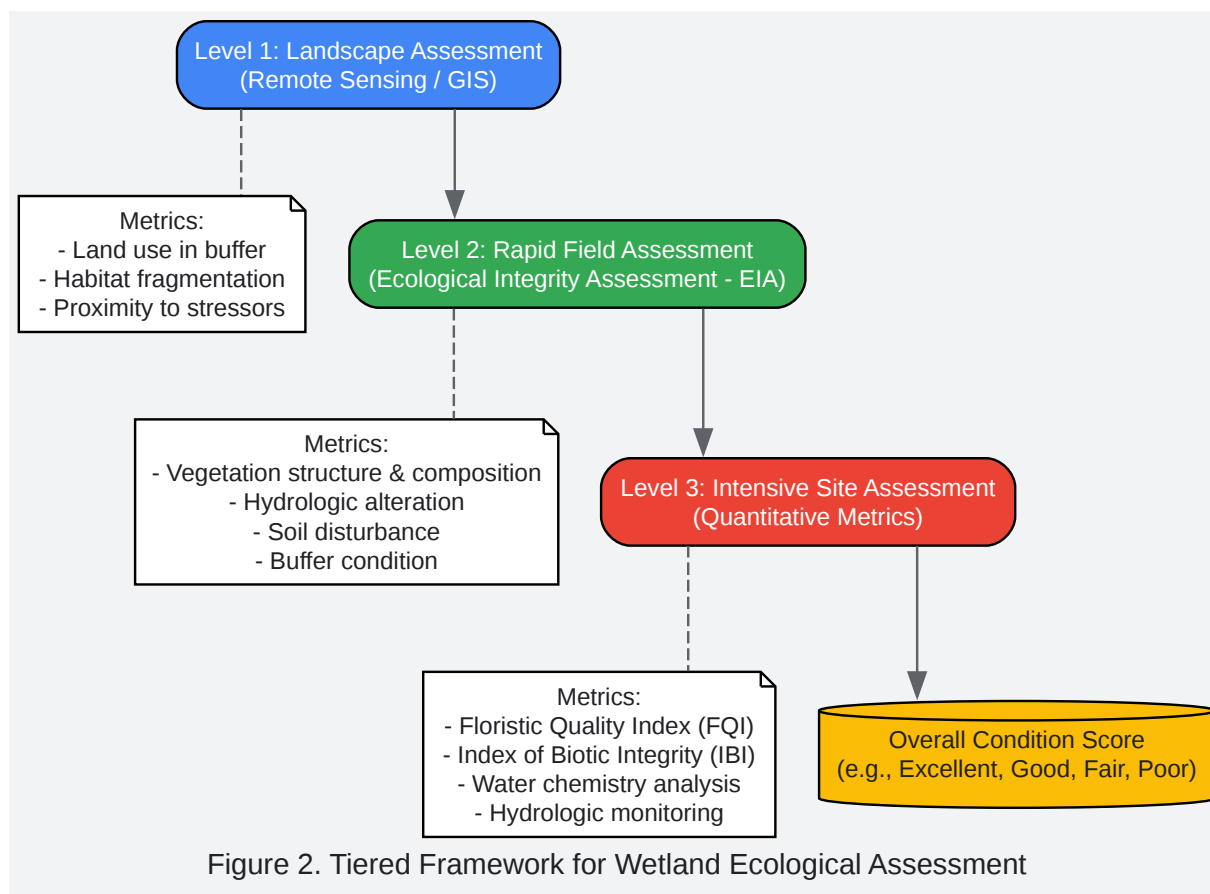 Level 1: Landscape Assessment
(Remote Sensing / GIS)
Metrics:
- Land use in buffer
- Habitat fragmentation
- Proximity to stressors
Level 2: Rapid Field Assessment
(Ecological Integrity Assessment - EIA)
Metrics:
- Vegetation structure & composition
- Hydrologic alteration
- Soil disturbance
- Buffer condition
Level 3: Intensive Site Assessment
(Quantitative Metrics)
Metrics:
- Floristic Quality Index (FQI)
- Index of Biotic Integrity (IBI)
- Water chemistry analysis
- Hydrologic monitoring
Overall Condition Score
(e.g., Excellent, Good, Fair, Poor)
Figure 2. Tiered Framework for Wetland Ecological Assessment